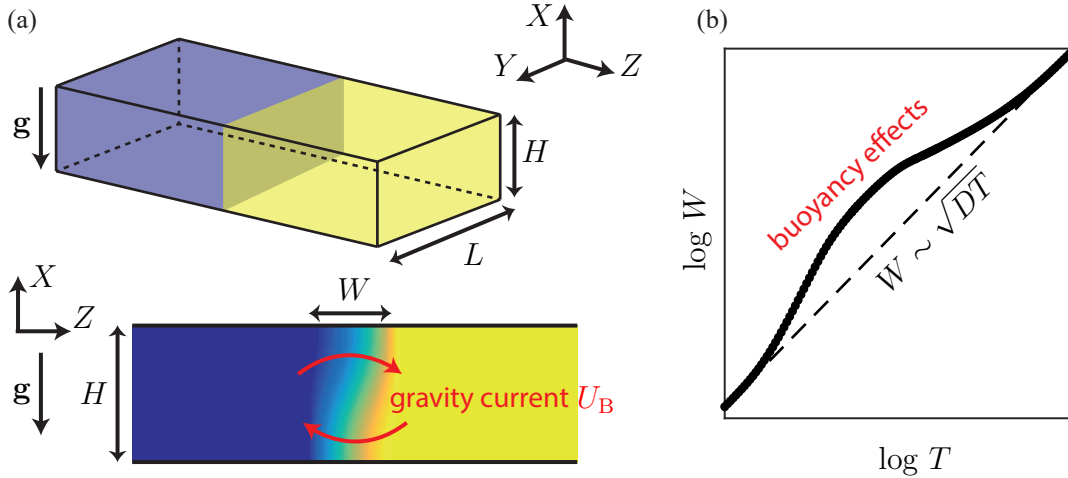 (a)
X
Y
Z
g
H
L
X
Z
g
H
W
gravity current U_B
(b)
log W
buoyancy effects
W ∼ √DT
log T